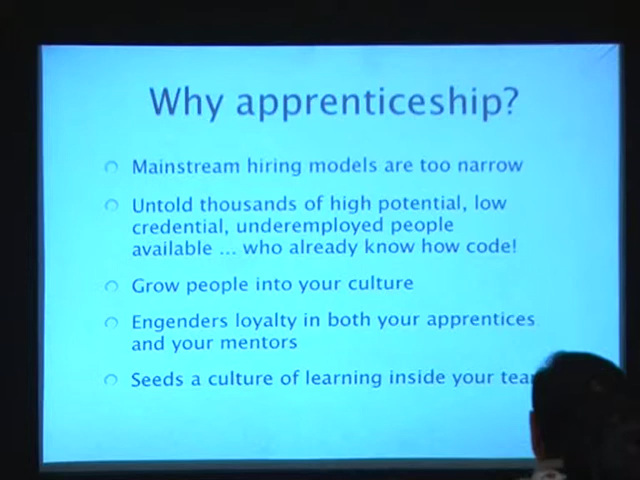 Why apprenticeship?
Mainstream hiring models are too narrow
Untold thousands of high potential, low
credential, underemployed people
available ... who already know how code!
Grow people into your culture
Engenders loyalty in both your apprentices
and your mentors
Seeds a culture of learning inside your